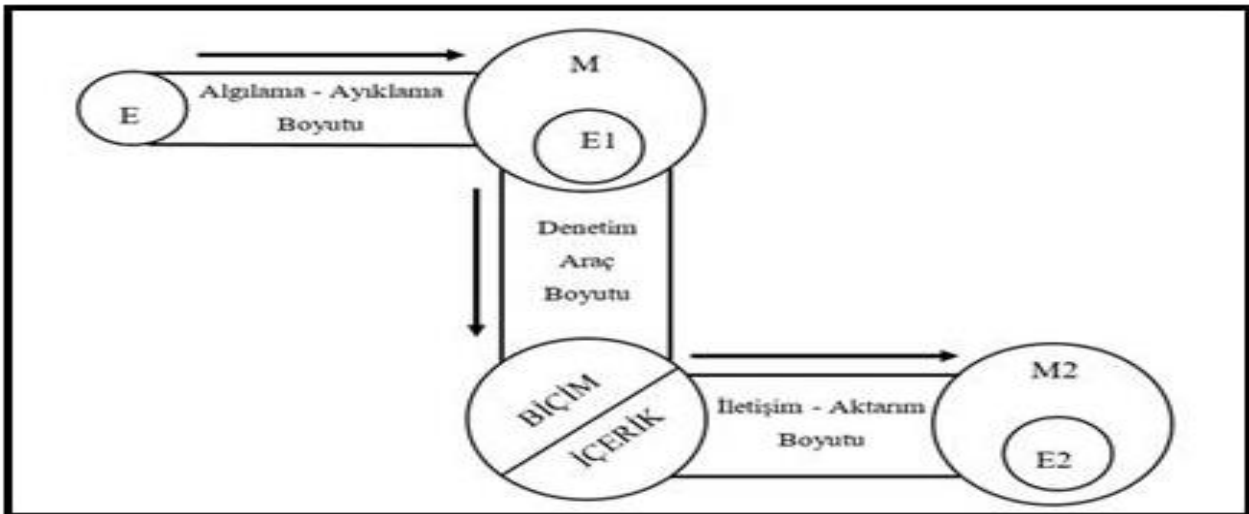 M
Algılama - Ayıklama
Boyutu
E
E1
Denetim
Araç
Boyutu
BİÇİM
İÇERİK
İletişim - Aktarım
Boyutu
M2
E2